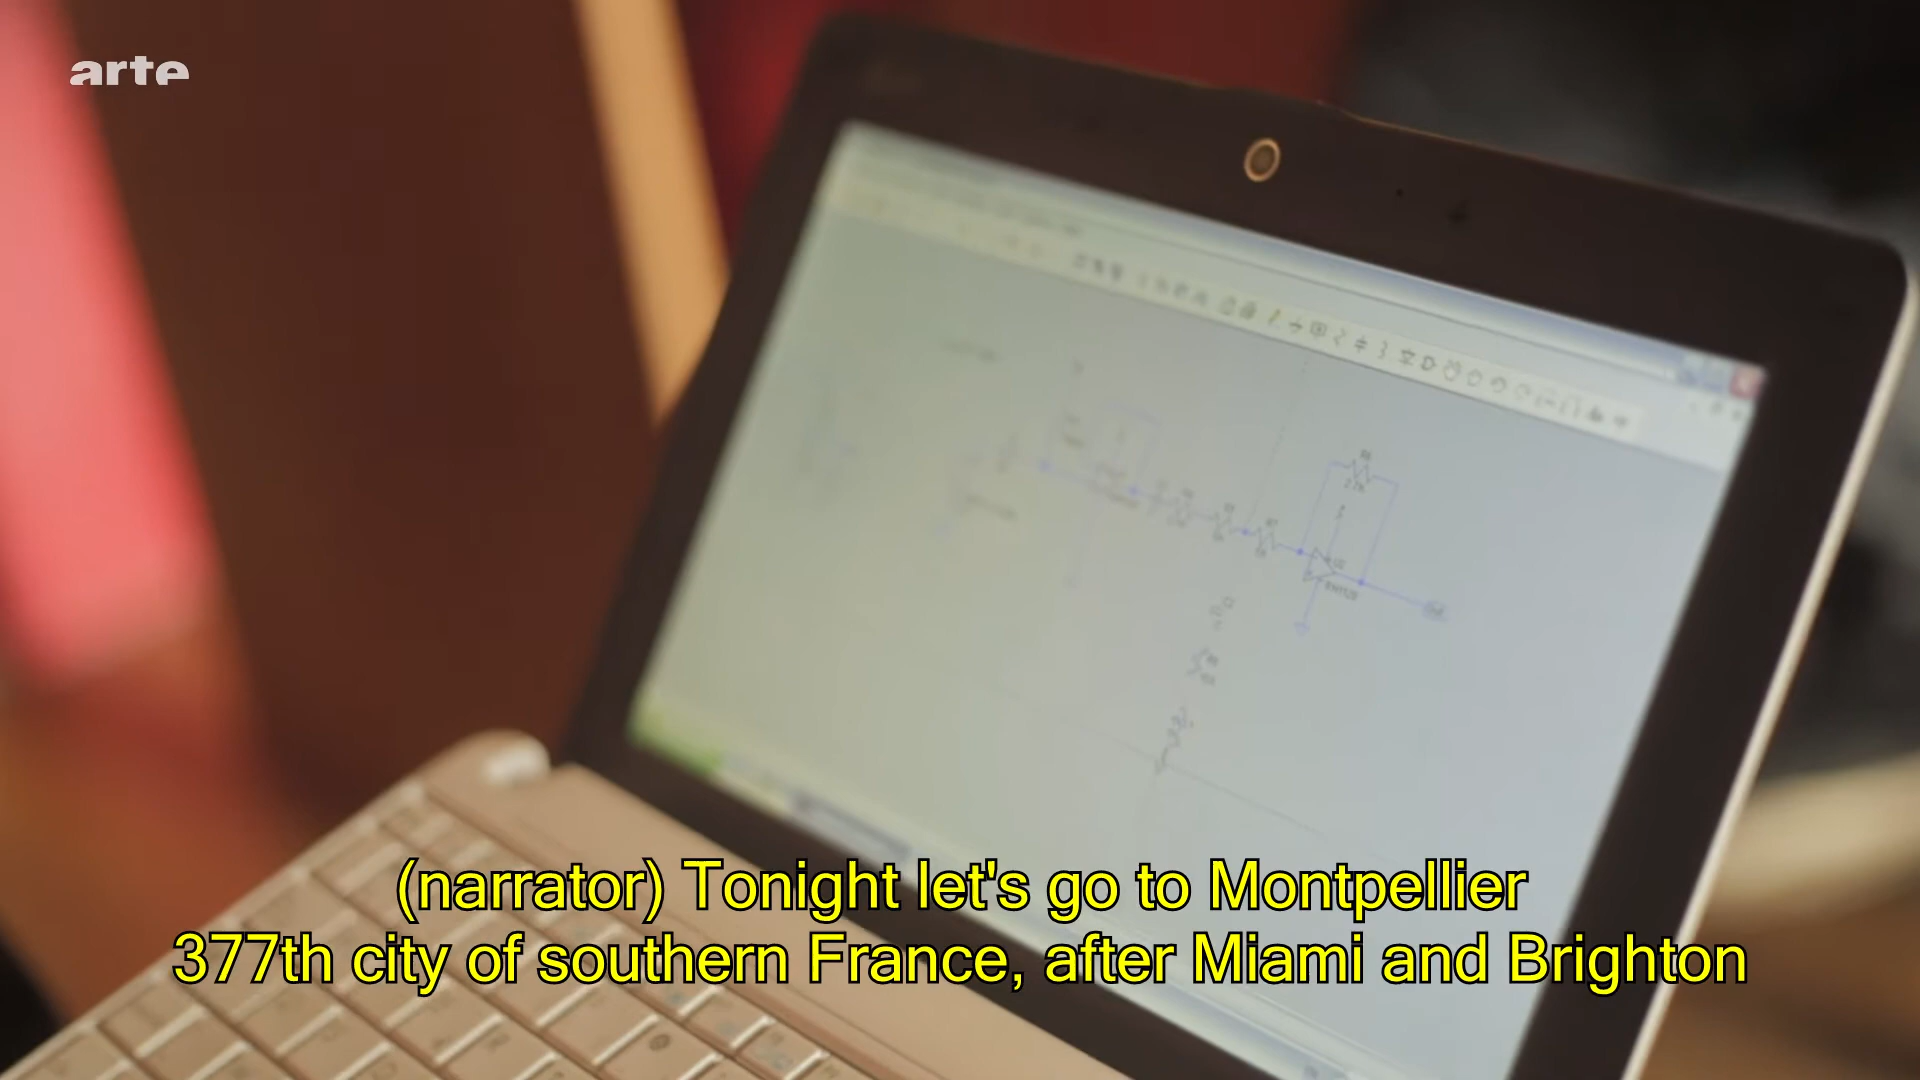 arte
(narrator) Tonight let's go to Montpellier
377th city of southern France, after Miami and Brighton